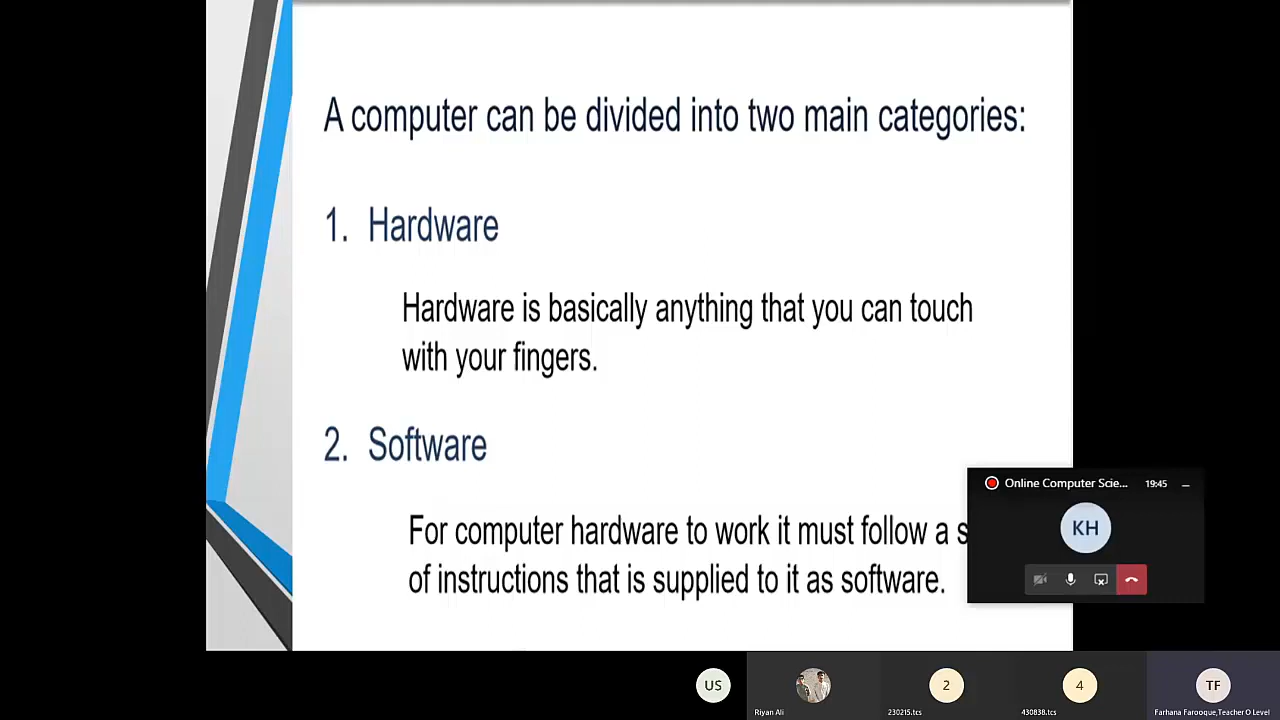 A computer can be divided into two main categories:
1. Hardware
Hardware is basically anything that you can touch
with your fingers.
2. Software
For computer hardware to work it must follow a s
of instructions that is supplied to it as software.
Online Computer Scie... 19:45
KH
US
2
4
TF
Riyan Ali
230215.tcs
430838.tcs
Farhana Farooque,Teacher O Level